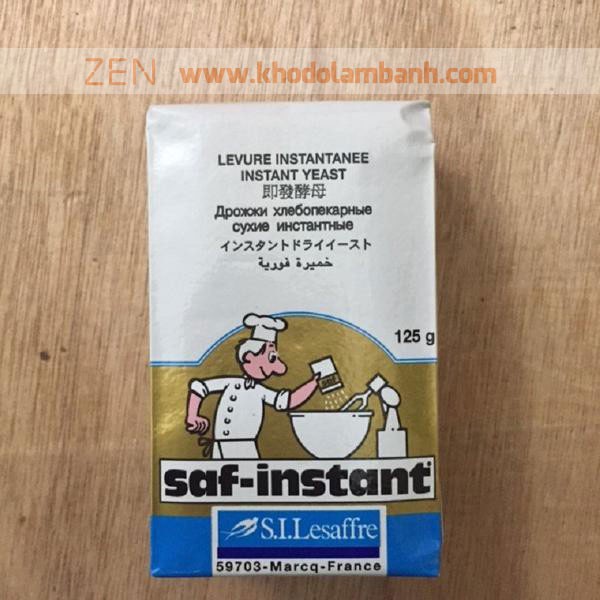 ZEN www.khodolambanh.com
LEVURE INSTANTANEE
INSTANT YEAST
即發酵母
Дрожжи хлебопекарные
сухие инстантные
インスタントドライイースト
خميرة فورية
125 g
saf-instant
S.I.Lesaffre
59703-Marcq-France